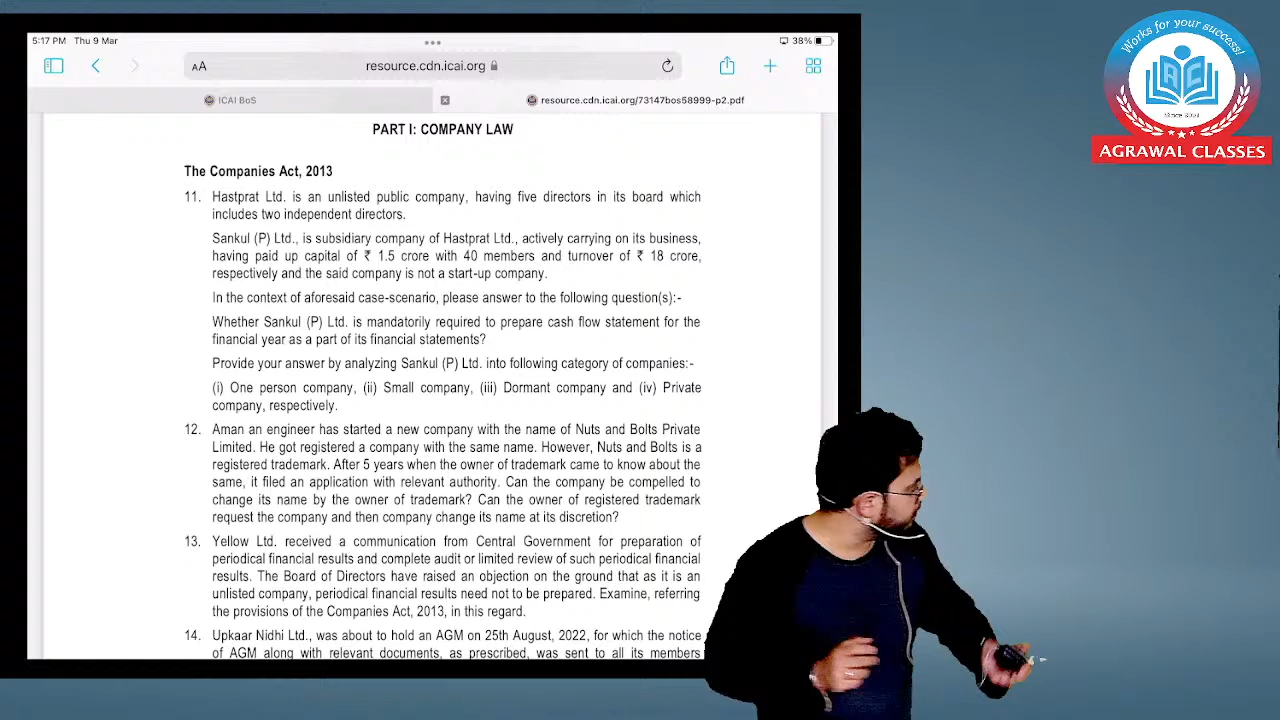 5:17 PM Thu 9 Mar
38%
AA
resource.cdn.icai.org
ICAI BoS
resource.cdn.icai.org/73147bos58999-p2.pdf
PART I: COMPANY LAW
The Companies Act, 2013
11. Hastprat Ltd. is an unlisted public company, having five directors in its board which
includes two independent directors.
Sankul (P) Ltd., is subsidiary company of Hastprat Ltd., actively carrying on its business,
having paid up capital of ₹ 1.5 crore with 40 members and turnover of ₹ 18 crore,
respectively and the said company is not a start-up company.
In the context of aforesaid case-scenario, please answer to the following question(s):-
Whether Sankul (P) Ltd. is mandatorily required to prepare cash flow statement for the
financial year as a part of its financial statements?
Provide your answer by analyzing Sankul (P) Ltd. into following category of companies:-
(i) One person company, (ii) Small company, (iii) Dormant company and (iv) Private
company, respectively.
12. Aman an engineer has started a new company with the name of Nuts and Bolts Private
Limited. He got registered a company with the same name. However, Nuts and Bolts is a
registered trademark. After 5 years when the owner of trademark came to know about the
same, it filed an application with relevant authority. Can the company be compelled to
change its name by the owner of trademark? Can the owner of registered trademark
request the company and then company change its name at its discretion?
13. Yellow Ltd. received a communication from Central Government for preparation of
periodical financial results and complete audit or limited review of such periodical financial
results. The Board of Directors have raised an objection on the ground that as it is an
unlisted company, periodical financial results need not to be prepared. Examine, referring
the provisions of the Companies Act, 2013, in this regard.
14. Upkaar Nidhi Ltd., was about to hold an AGM on 25th August, 2022, for which the notice
of AGM along with relevant documents, as prescribed, was sent to all its members
Works for your success!
AC
AGRAWAL CLASSES